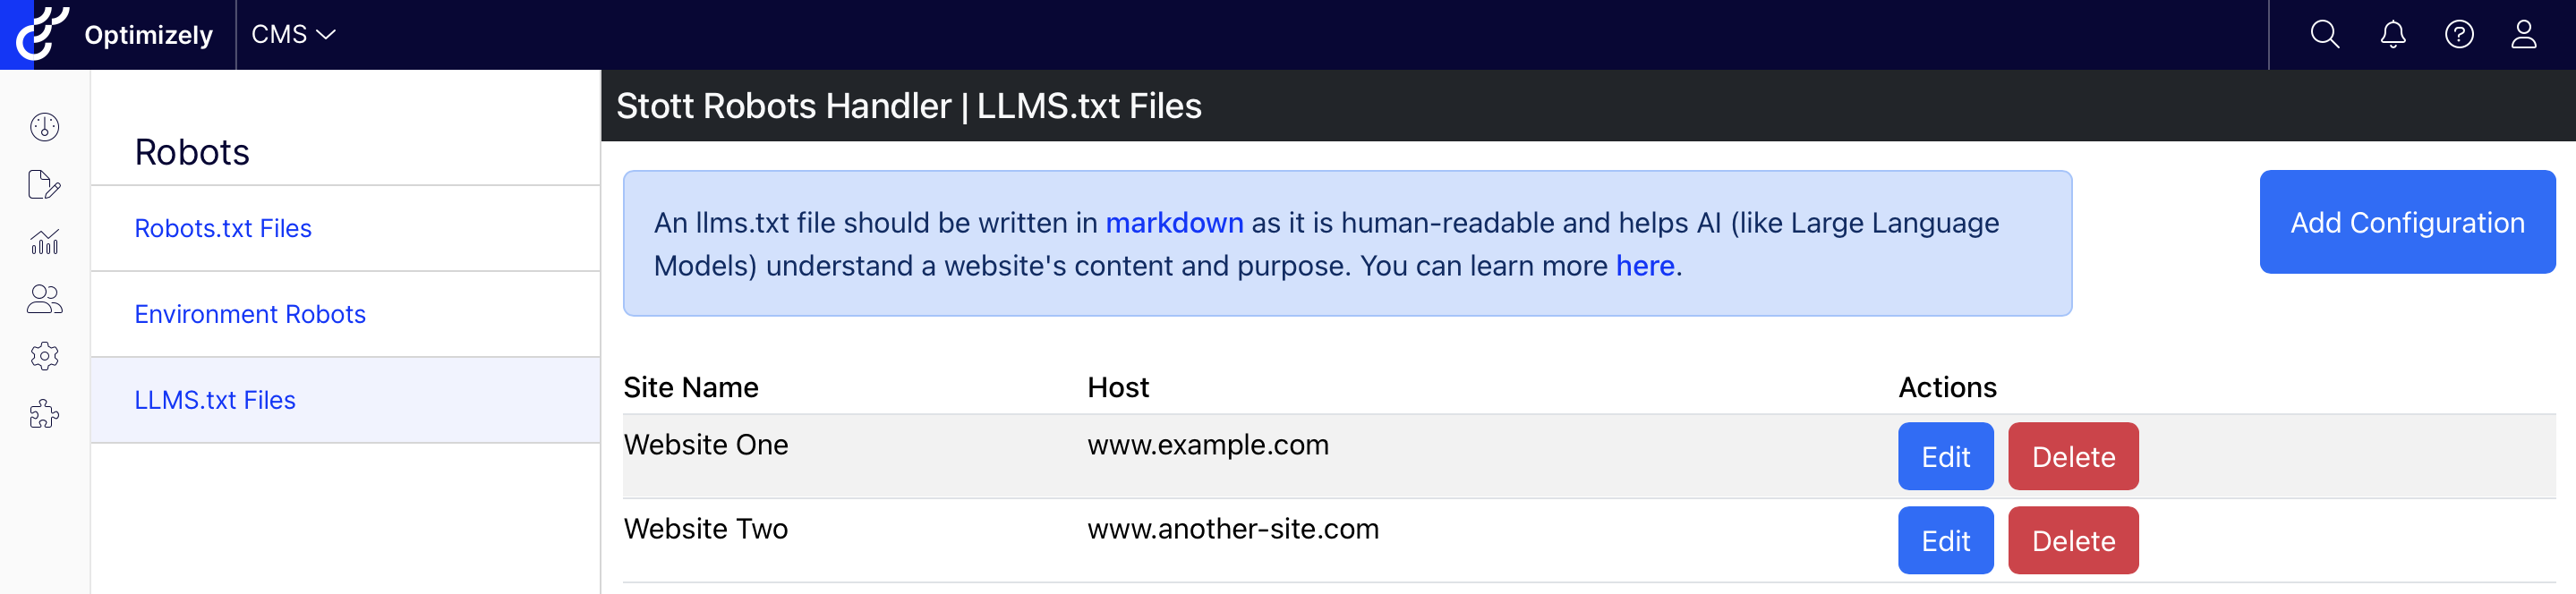 Optimizely
CMS
Robots
Robots.txt Files
Environment Robots
LLMS.txt Files
Stott Robots Handler | LLMS.txt Files
An llms.txt file should be written in markdown as it is human-readable and helps AI (like Large Language
Models) understand a website's content and purpose. You can learn more here.
Add Configuration
Site Name Host Actions
Website One www.example.com Edit Delete
Website Two www.another-site.com Edit Delete